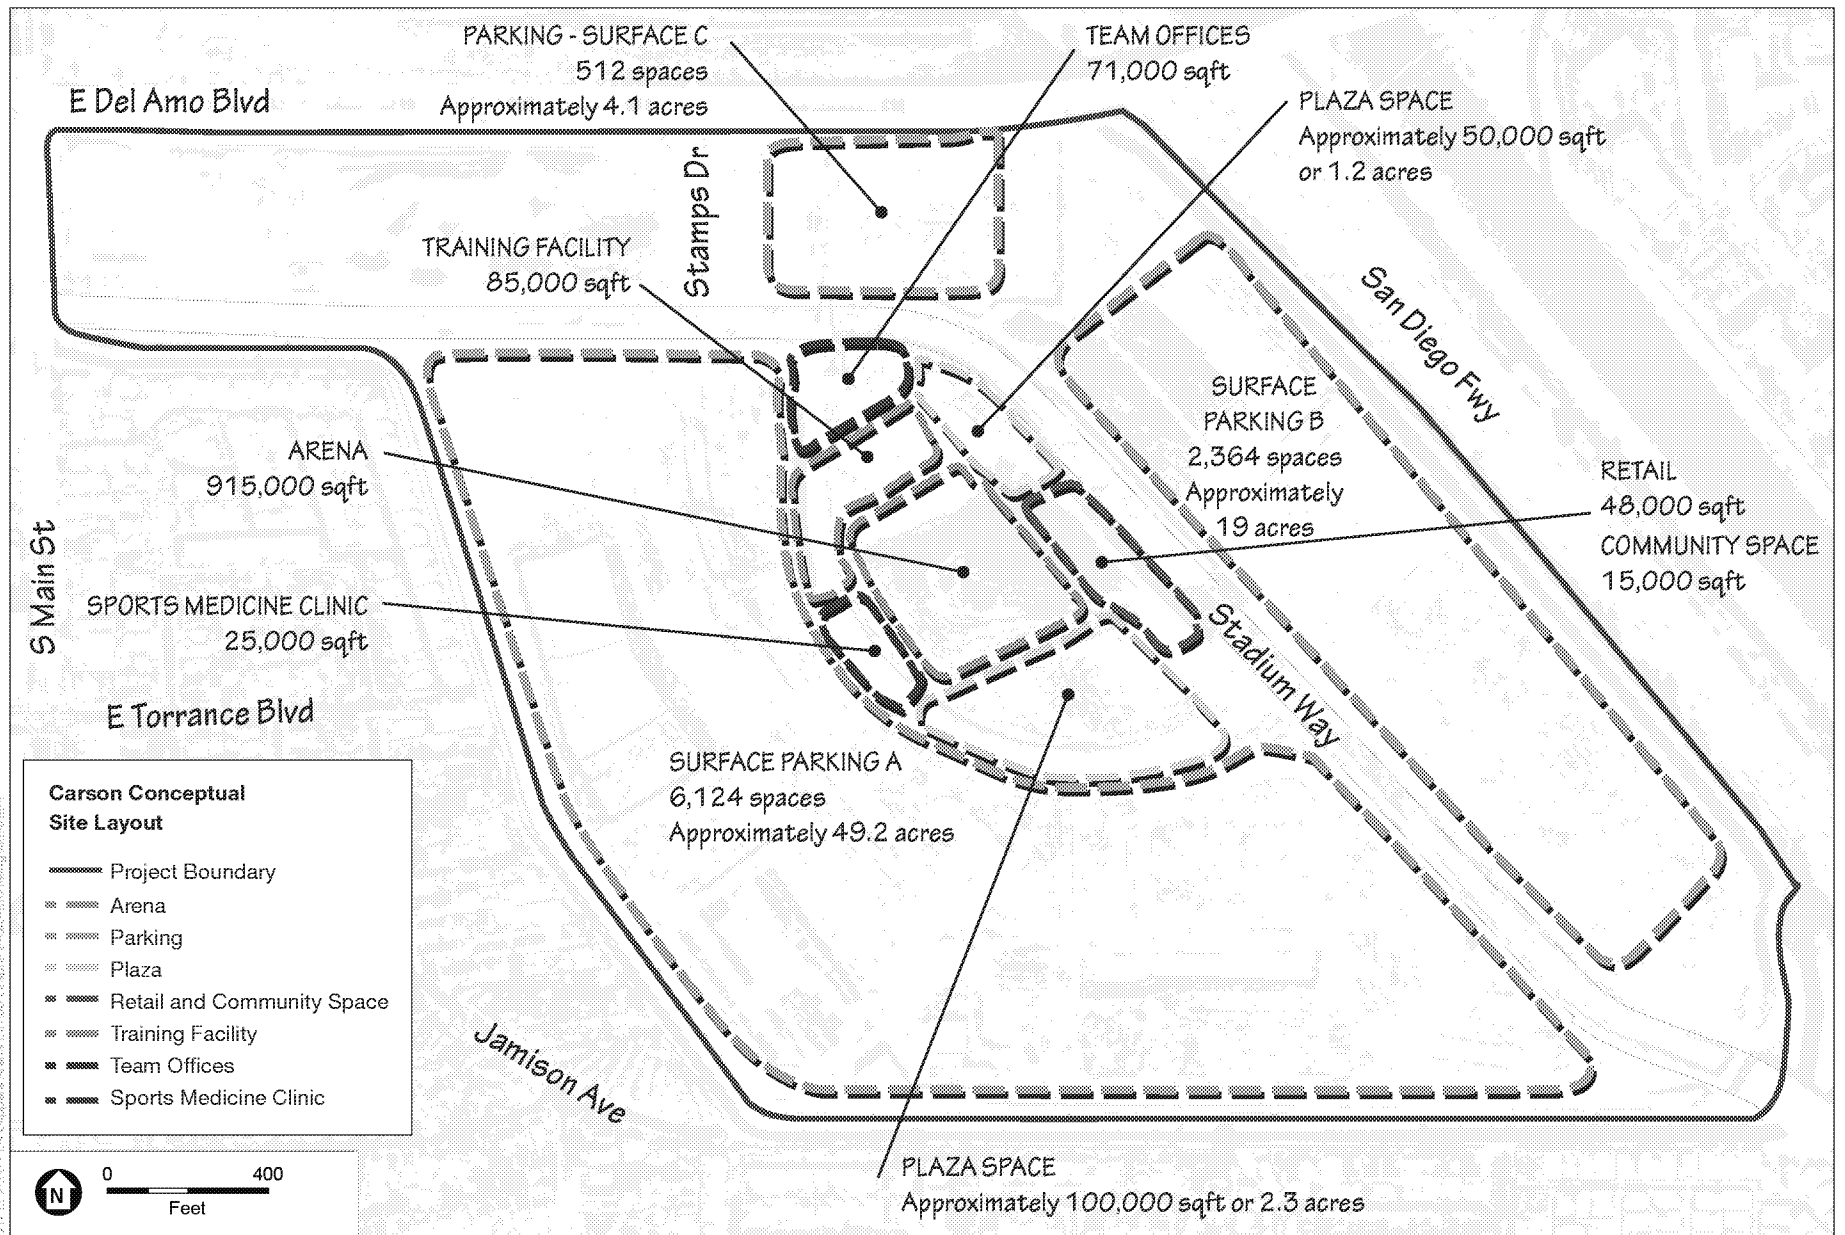 PARKING - SURFACE C
512 spaces
Approximately 4.1 acres
TEAM OFFICES
71,000 sqft
PLAZA SPACE
Approximately 50,000 sqft
or 1.2 acres
E Del Amo Blvd
Stamps Dr
TRAINING FACILITY
85,000 sqft
San Diego Fwy
SURFACE
PARKING B
2,364 spaces
Approximately
19 acres
ARENA
915,000 sqft
RETAIL
48,000 sqft
COMMUNITY SPACE
15,000 sqft
S Main St
SPORTS MEDICINE CLINIC
25,000 sqft
Stadium Way
E Torrance Blvd
SURFACE PARKING A
6,124 spaces
Approximately 49.2 acres
Carson Conceptual
Site Layout
Project Boundary
Arena
Parking
Plaza
Retail and Community Space
Training Facility
Team Offices
Sports Medicine Clinic
Jamison Ave
PLAZA SPACE
Approximately 100,000 sqft or 2.3 acres
N
0 400
Feet